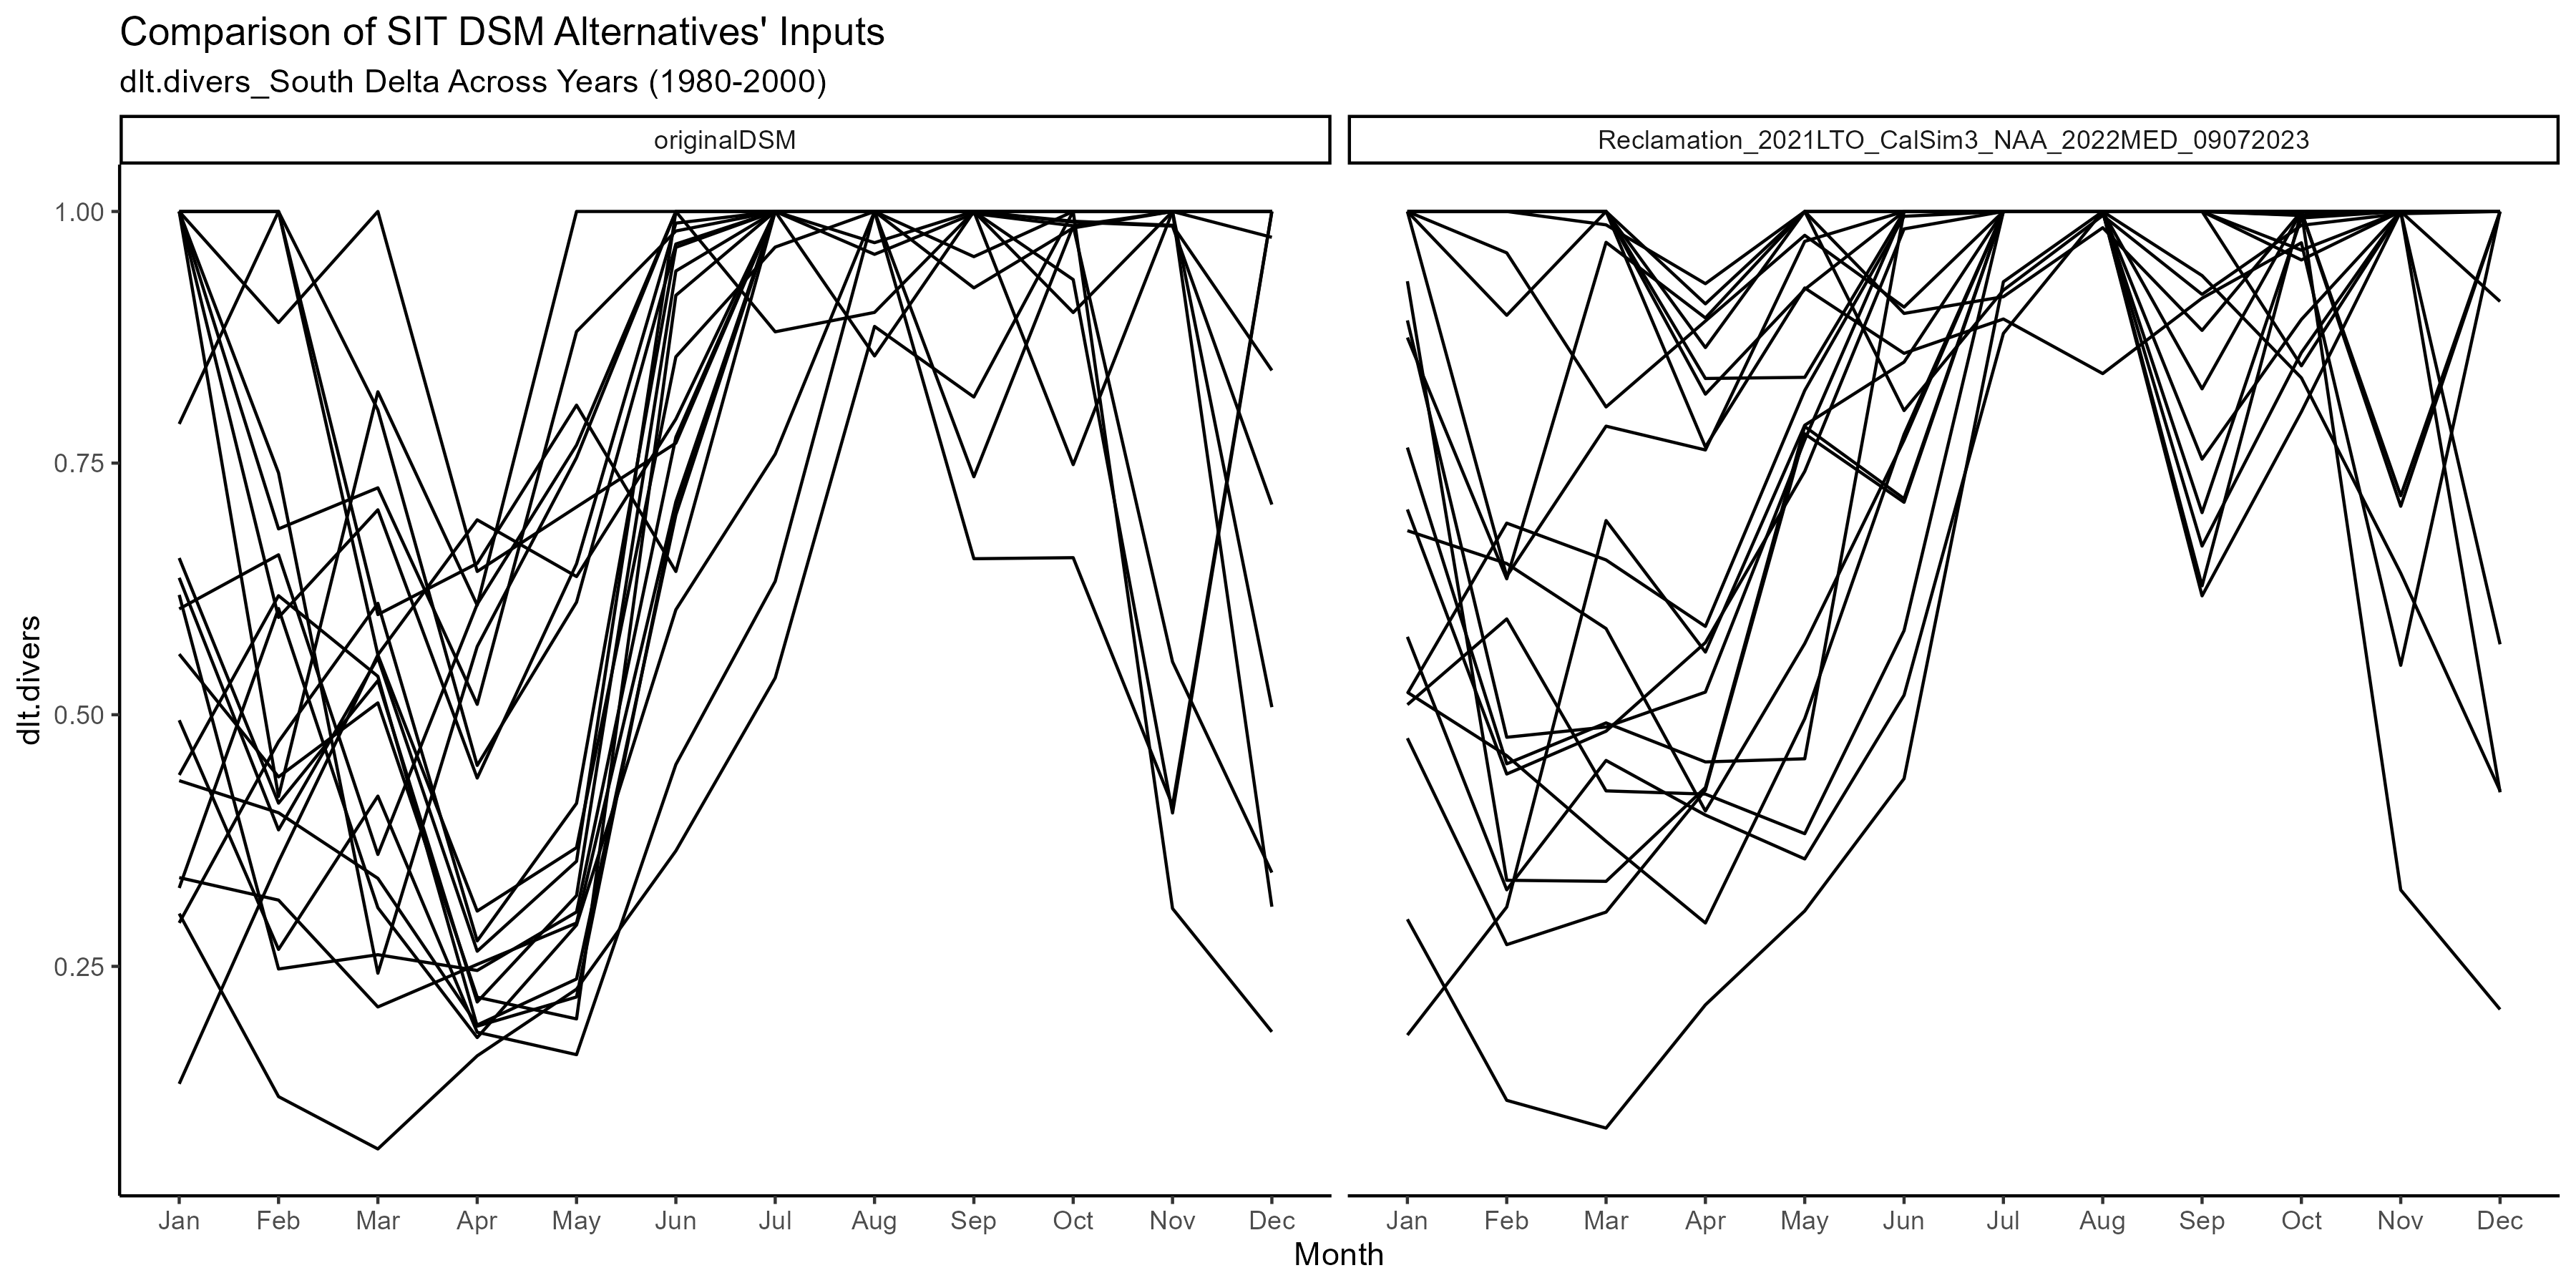 Comparison of SIT DSM Alternatives' Inputs
dlt.divers_South Delta Across Years (1980-2000)
originalDSM
Reclamation_2021LTO_CalSim3_NAA_2022MED_09072023
dlt.divers
1.00
0.75
0.50
0.25
Jan Feb Mar Apr May Jun Jul Aug Sep Oct Nov Dec
Jan Feb Mar Apr May Jun Jul Aug Sep Oct Nov Dec
Month